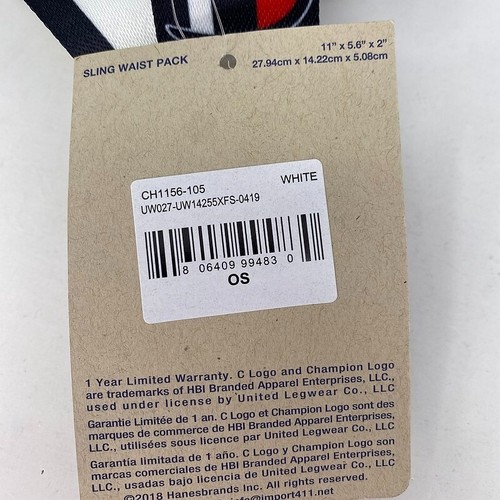 SLING WAIST PACK
11" x 5.6" x 2"
27.94cm x 14.22cm x 5.08cm
CH1156-105 WHITE
UW027-UW14255XFS-0419
8 06409 99483 0
OS
1 Year Limited Warranty. C Logo and Champion Logo
are trademarks of HBI Branded Apparel Enterprises, LLC.,
used under license by United Legwear Co., LLC.
Garantie Limitée de 1 an. C Logo et Champion Logo sont des
marques de commerce de HBI Branded Apparel Enterprises,
LLC., utilisées sous licence par United Legwear Co., LLC.
Garantía limitada de 1 año. C Logo y Champion Logo son
marcas comerciales de HBI Branded Apparel Enterprises,
LLC., usadas bajo licencia de United Legwear Co., LLC.
©2018 Hanesbrands Inc. All rights reserved.
info@import411.net